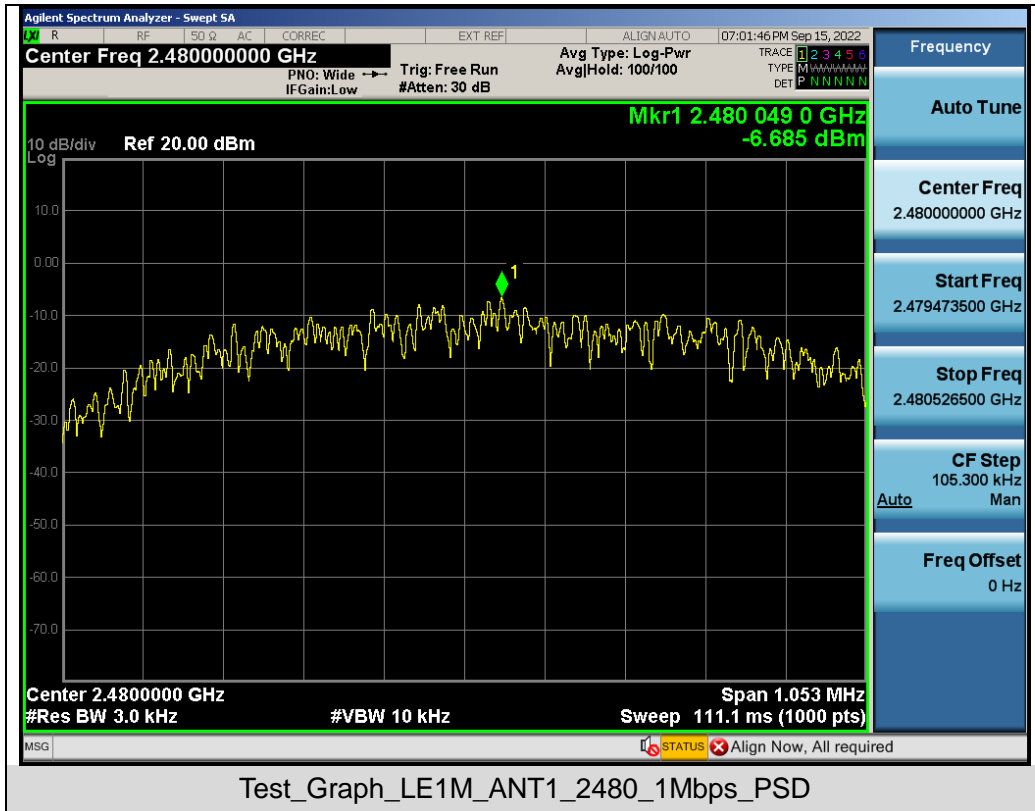 Agilent Spectrum Analyzer - Swept SA
LXI R RF 50 Ω AC CORREC EXT REF ALIGN AUTO 07:01:46 PM Sep 15, 2022
Center Freq 2.480000000 GHz
PNO: Wide
IFGain:Low
Trig: Free Run
#Atten: 30 dB
Avg Type: Log-Pwr
Avg|Hold: 100/100
TRACE 1 2 3 4 5 6
TYPE M W W W W W
DET P N N N N N
Mkr1 2.480 049 0 GHz
-6.685 dBm
10 dB/div Ref 20.00 dBm
Log
10.0
0.00
-10.0
-20.0
-30.0
-40.0
-50.0
-60.0
-70.0
1
Center 2.4800000 GHz
Span 1.053 MHz
#Res BW 3.0 kHz #VBW 10 kHz Sweep 111.1 ms (1000 pts)
MSG STATUS Align Now, All required
Frequency
Auto Tune
Center Freq
2.480000000 GHz
Start Freq
2.479473500 GHz
Stop Freq
2.480526500 GHz
CF Step
105.300 kHz
Auto Man
Freq Offset
0 Hz
Test_Graph_LE1M_ANT1_2480_1Mbps_PSD